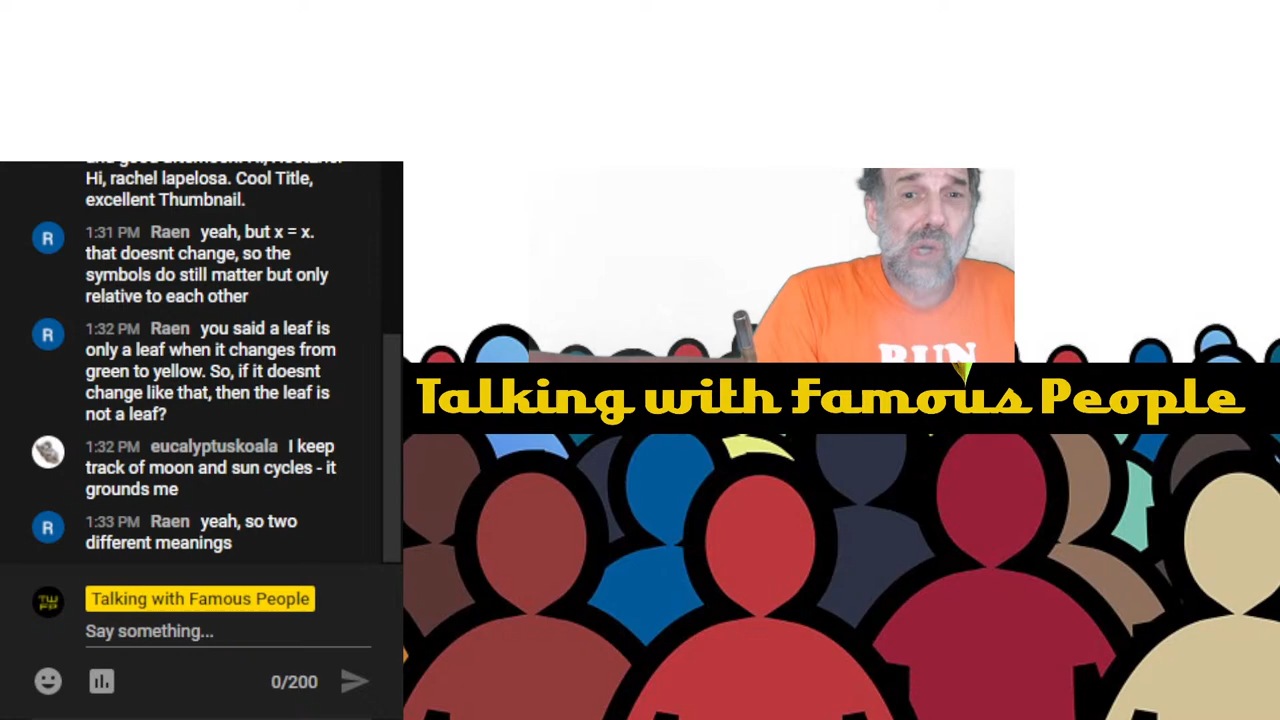 Hi, rachel lapelosa. Cool Title,
excellent Thumbnail.
R 1:31 PM Raen yeah, but x = x.
that doesnt change, so the
symbols do still matter but only
relative to each other
R 1:32 PM Raen you said a leaf is
only a leaf when it changes from
green to yellow. So, if it doesnt
change like that, then the leaf is
not a leaf?
1:32 PM eucalyptuskoala I keep
track of moon and sun cycles - it
grounds me
R 1:33 PM Raen yeah, so two
different meanings
TW
FP
Talking with Famous People
Say something...
0/200
RUN
Talking with Famous People